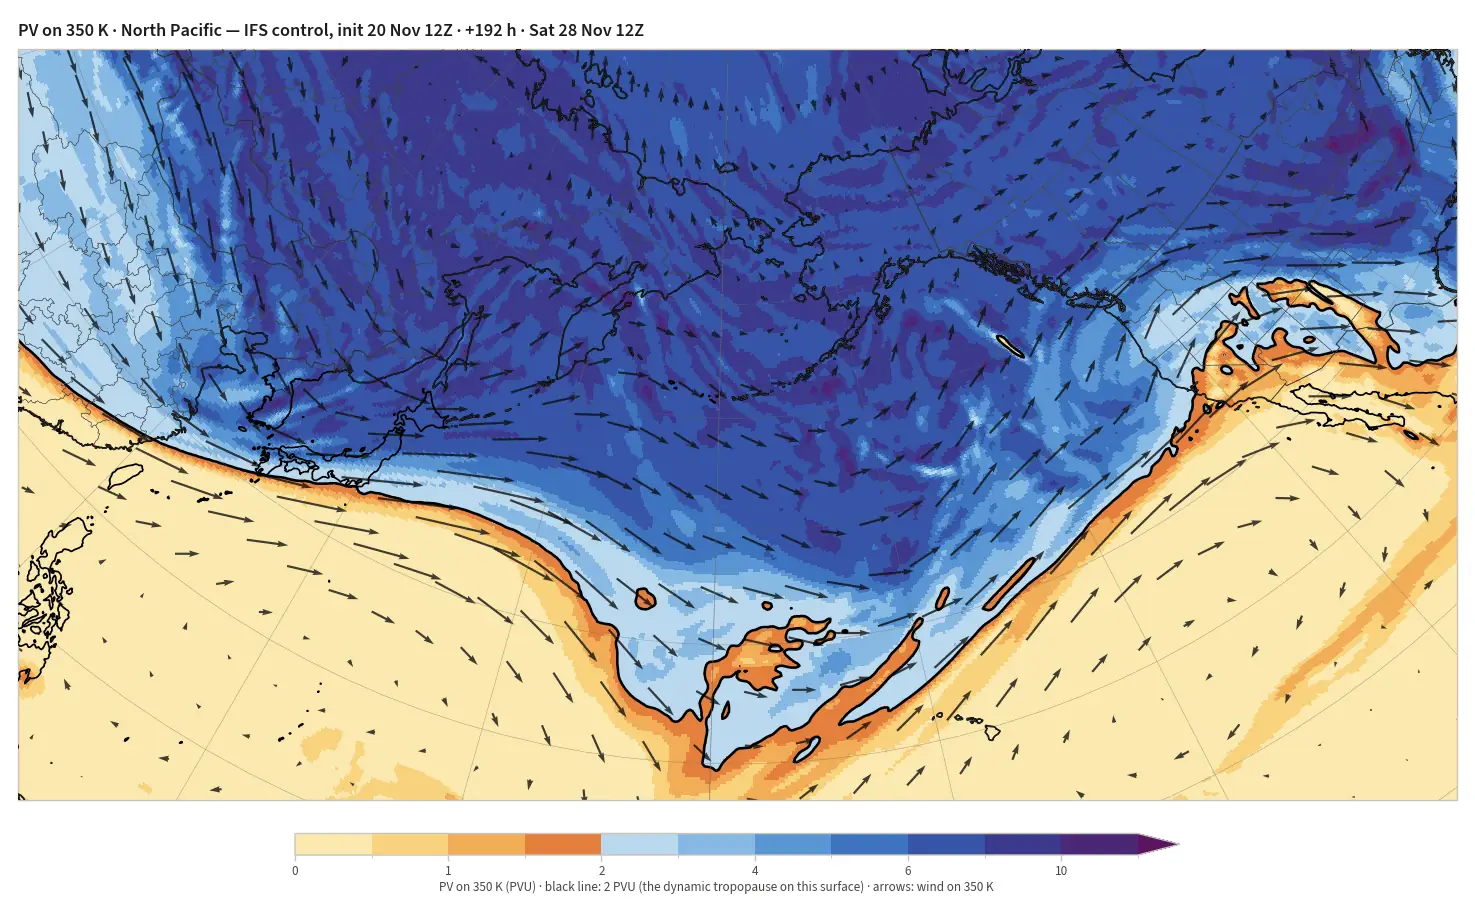 PV on 350 K · North Pacific — IFS control, init 20 Nov 12Z · +192 h · Sat 28 Nov 12Z
0 1 2 4 6 10
PV on 350 K (PVU) · black line: 2 PVU (the dynamic tropopause on this surface) · arrows: wind on 350 K